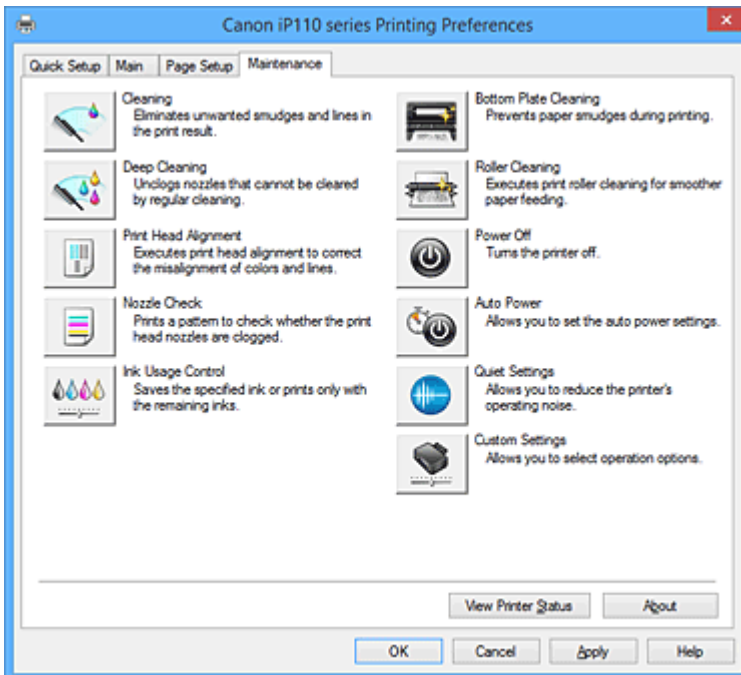 Canon iP110 series Printing Preferences
Quick Setup
Main
Page Setup
Maintenance
Cleaning
Eliminates unwanted smudges and lines in
the print result.
Deep Cleaning
Unclogs nozzles that cannot be cleared
by regular cleaning.
Print Head Alignment
Executes print head alignment to correct
the misalignment of colors and lines.
Nozzle Check
Prints a pattern to check whether the print
head nozzles are clogged.
Ink Usage Control
Saves the specified ink or prints only with
the remaining inks.
Bottom Plate Cleaning
Prevents paper smudges during printing.
Roller Cleaning
Executes print roller cleaning for smoother
paper feeding.
Power Off
Turns the printer off.
Auto Power
Allows you to set the auto power settings.
Quiet Settings
Allows you to reduce the printer's
operating noise.
Custom Settings
Allows you to select operation options.
View Printer Status
About
OK
Cancel
Apply
Help